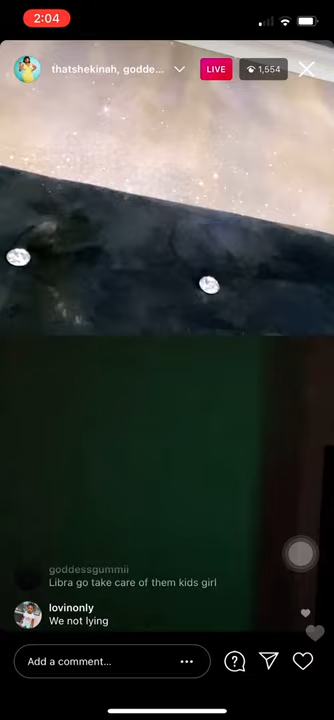 2:04
thatshekinah, godde...
LIVE
1,554
goddessgummii
Libra go take care of them kids girl
lovinonly
We not lying
Add a comment...